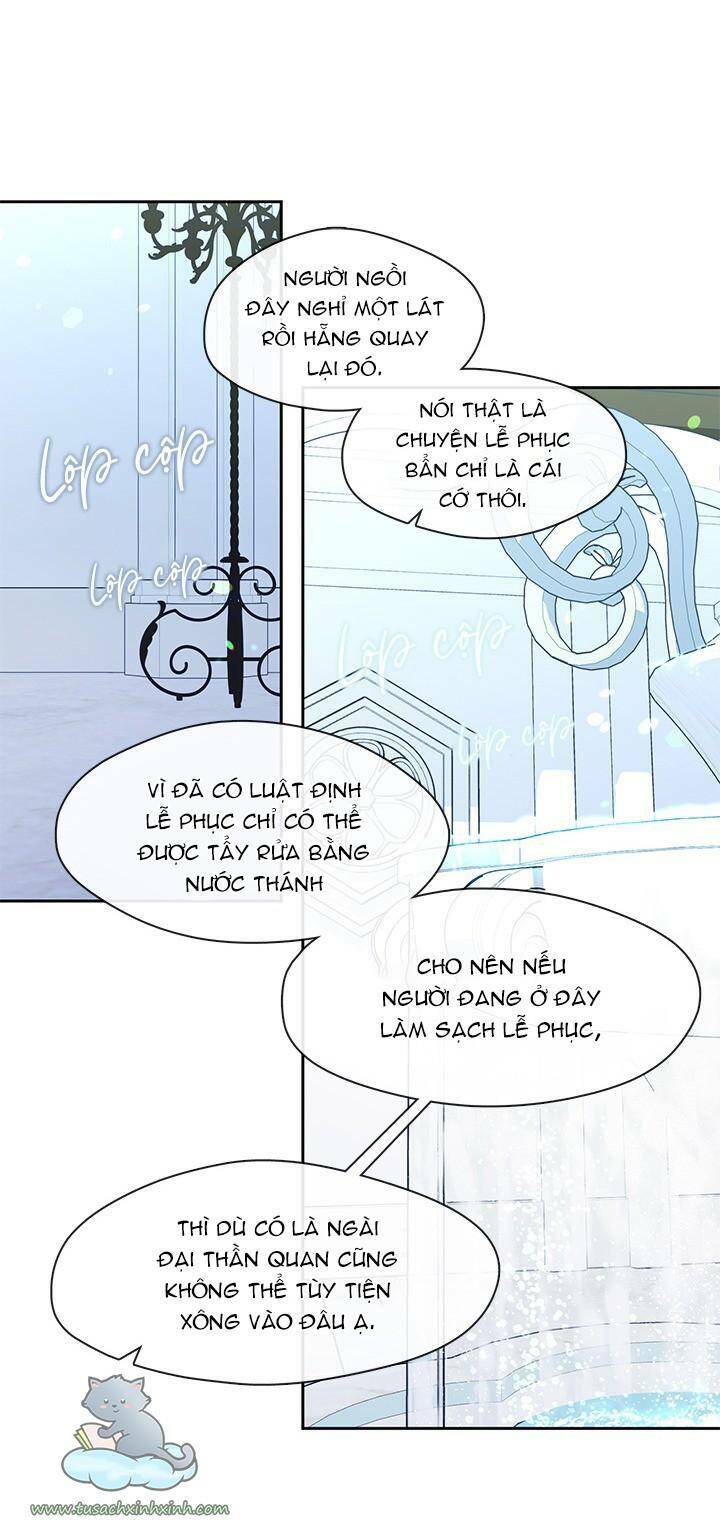 NGƯỜI NGỒI
ĐÂY NGHỈ MỘT LÁT
RỒI HẴNG QUAY
LẠI ĐÓ.
NÓI THẬT LÀ
CHUYỆN LỄ PHỤC
BẨN CHỈ LÀ CÁI
CỚ THÔI.
Lộp cộp
Lộp cộp
Lộp cộp
Lộp cộp
VÌ ĐÃ CÓ LUẬT ĐỊNH
LỄ PHỤC CHỈ CÓ THỂ
ĐƯỢC TẨY RỬA BẰNG
NƯỚC THÁNH
CHO NÊN NẾU
NGƯỜI ĐANG Ở ĐÂY
LÀM SẠCH LỄ PHỤC,
THÌ DÙ CÓ LÀ NGÀI
ĐẠI THẦN QUAN CŨNG
KHÔNG THỂ TÙY TIỆN
XÔNG VÀO ĐÂU Ạ.
www.tusachxinhxinh.com